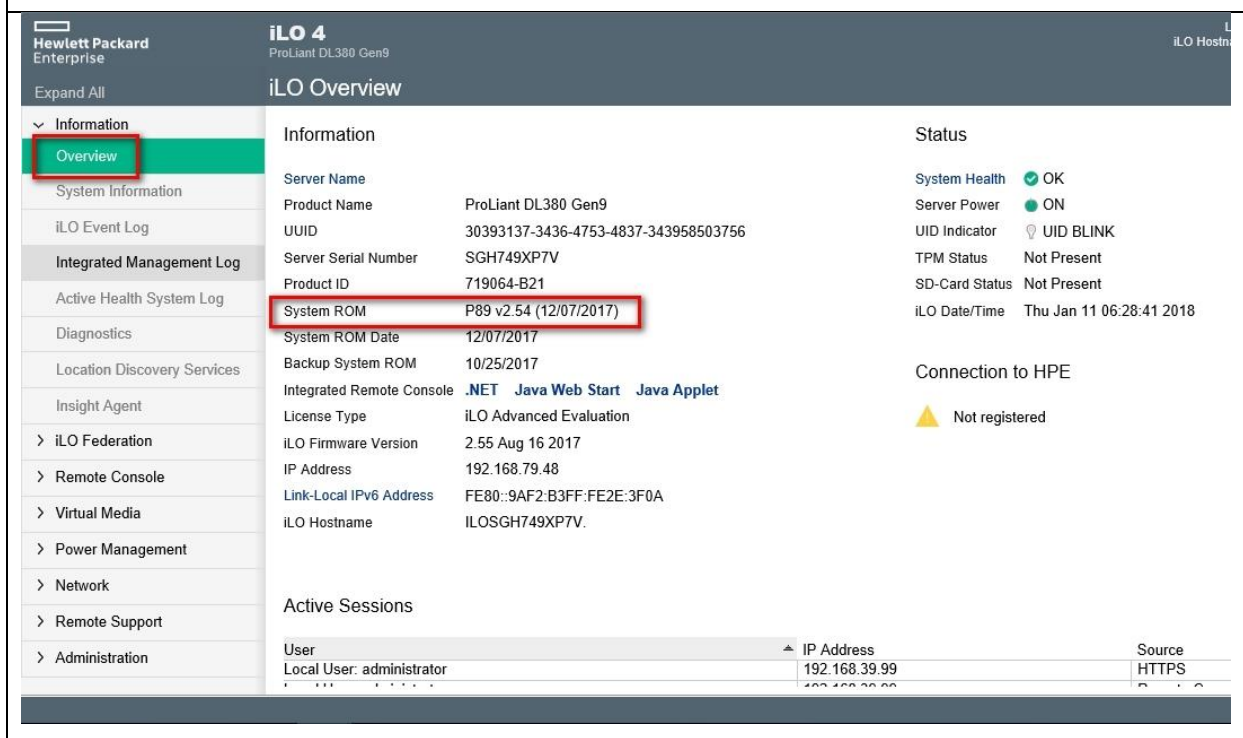 Hewlett Packard
Enterprise
iLO 4
ProLiant DL380 Gen9
iLO Hostn
Expand All
iLO Overview
Information
Overview
System Information
iLO Event Log
Integrated Management Log
Active Health System Log
Diagnostics
Location Discovery Services
Insight Agent
iLO Federation
Remote Console
Virtual Media
Power Management
Network
Remote Support
Administration
Information
Server Name
Product Name ProLiant DL380 Gen9
UUID 30393137-3436-4753-4837-343958503756
Server Serial Number SGH749XP7V
Product ID 719064-B21
System ROM P89 v2.54 (12/07/2017)
System ROM Date 12/07/2017
Backup System ROM 10/25/2017
Integrated Remote Console .NET Java Web Start Java Applet
License Type iLO Advanced Evaluation
iLO Firmware Version 2.55 Aug 16 2017
IP Address 192.168.79.48
Link-Local IPv6 Address FE80::9AF2:B3FF:FE2E:3F0A
iLO Hostname ILOSGH749XP7V.
Status
System Health OK
Server Power ON
UID Indicator UID BLINK
TPM Status Not Present
SD-Card Status Not Present
iLO Date/Time Thu Jan 11 06:28:41 2018
Connection to HPE
Not registered
Active Sessions
User IP Address Source
Local User: administrator 192.168.39.99 HTTPS